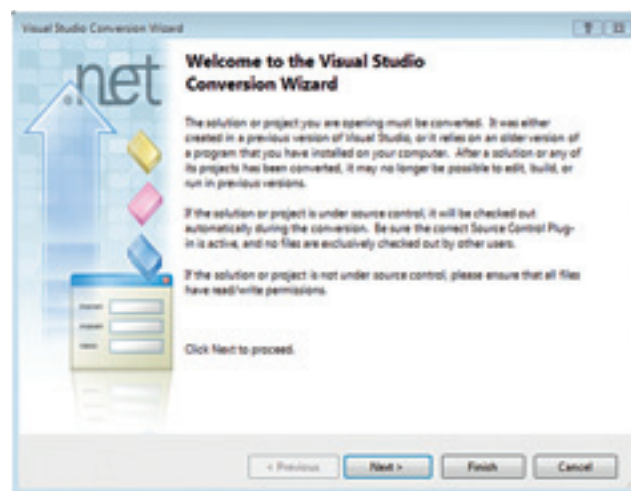 Visual Studio Conversion Wizard
.net
Welcome to the Visual Studio
Conversion Wizard
The solution or project you are opening must be converted. It was either
created in a previous version of Visual Studio, or it relies on an older version of
a program that you have installed on your computer. After a solution or any of
its projects has been converted, it may no longer be possible to edit, build, or
run in previous versions.
If the solution or project is under source control, it will be checked out
automatically during the conversion. Be sure the correct Source Control Plug-
in is active, and no files are exclusively checked out by other users.
If the solution or project is not under source control, please ensure that all files
have read/write permissions.
Click Next to proceed.
< Previous
Next >
Finish
Cancel